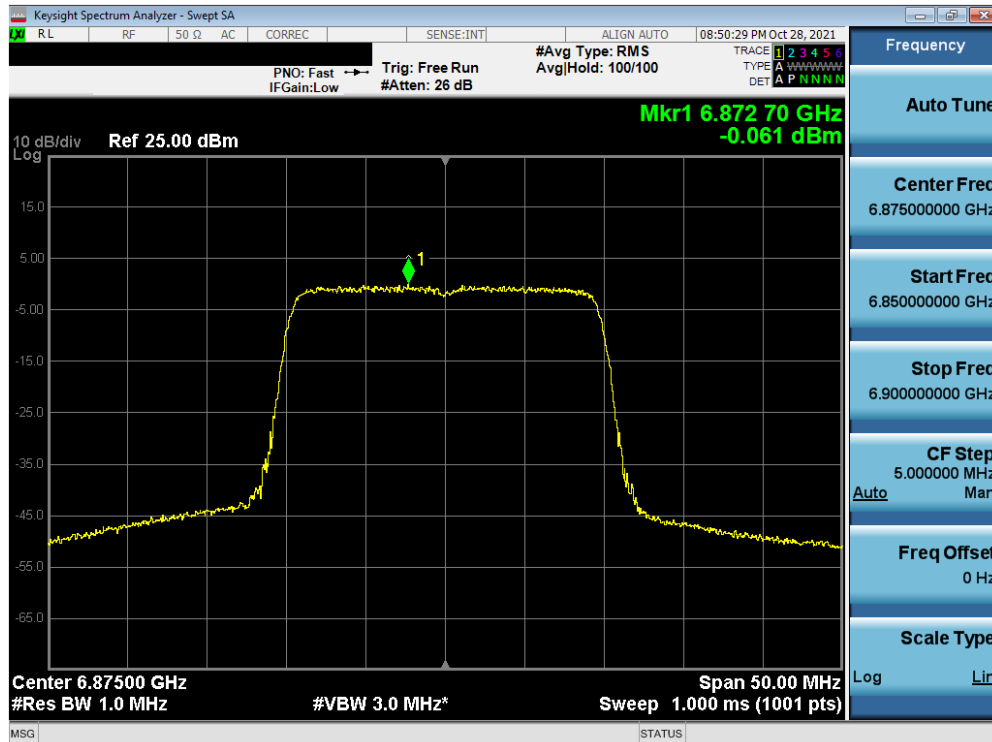 Keysight Spectrum Analyzer - Swept SA
LXI RL RF 50 Ω AC CORREC SENSE:INT ALIGN AUTO 08:50:29 PM Oct 28, 2021
PNO: Fast
IFGain:Low
Trig: Free Run
#Atten: 26 dB
#Avg Type: RMS
Avg|Hold: 100/100
TRACE 1 2 3 4 5 6
TYPE A WWWWW
DET A P N N N N
Mkr1 6.872 70 GHz
-0.061 dBm
10 dB/div Ref 25.00 dBm
Log
1
15.0
5.00
-5.00
-15.0
-25.0
-35.0
-45.0
-55.0
-65.0
Center 6.87500 GHz Span 50.00 MHz
#Res BW 1.0 MHz #VBW 3.0 MHz* Sweep 1.000 ms (1001 pts)
MSG STATUS
Frequency
Auto Tune
Center Freq
6.875000000 GHz
Start Freq
6.850000000 GHz
Stop Freq
6.900000000 GHz
CF Step
5.000000 MHz
Auto Man
Freq Offset
0 Hz
Scale Type
Log Lin